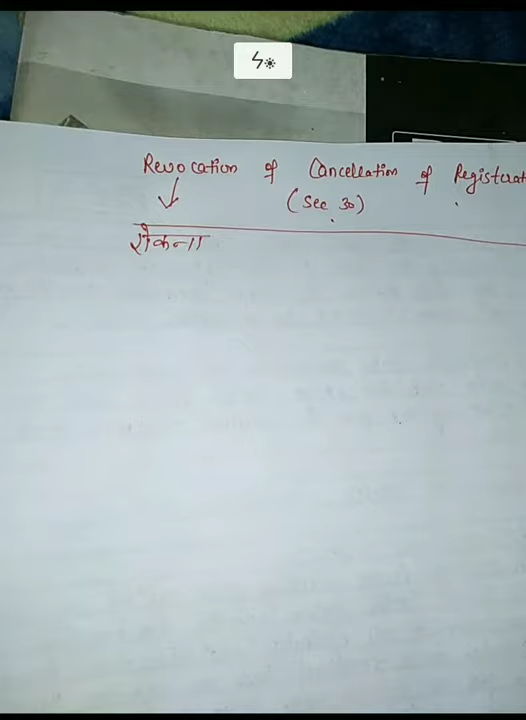 Revocation of Cancellation of Registrat
(Sec 30)
रोकना